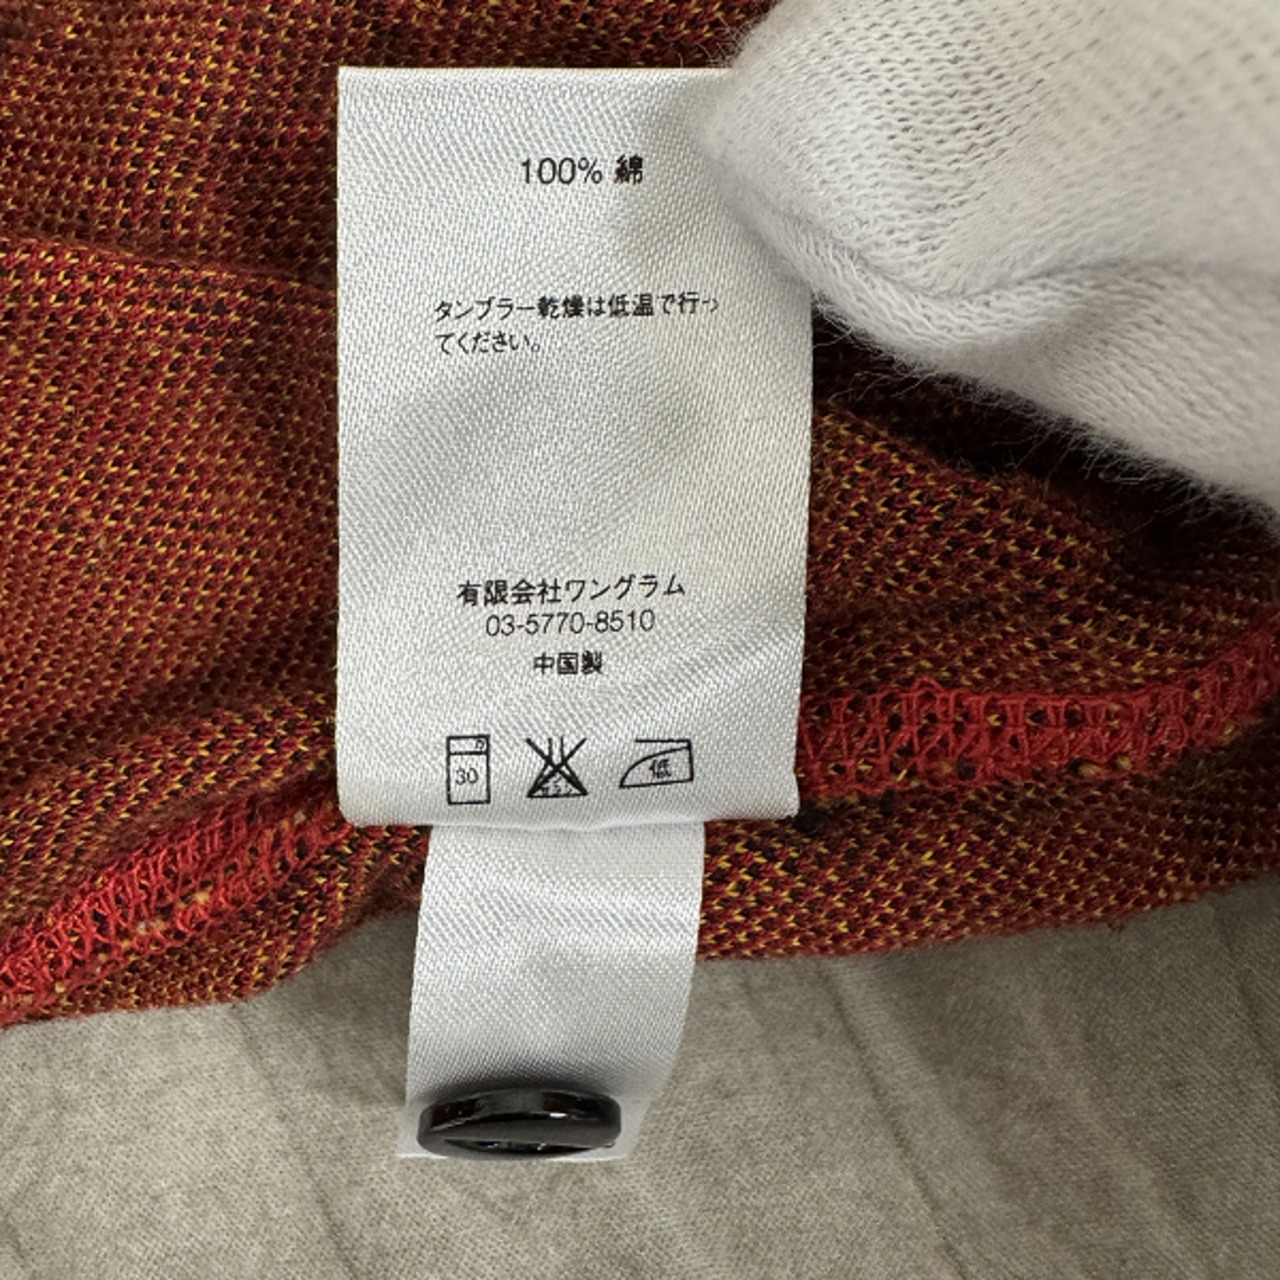 100% 綿
タンブラー乾燥は低温で行っ
てください。
有限会社ワングラム
03-5770-8510
中国製
30
低